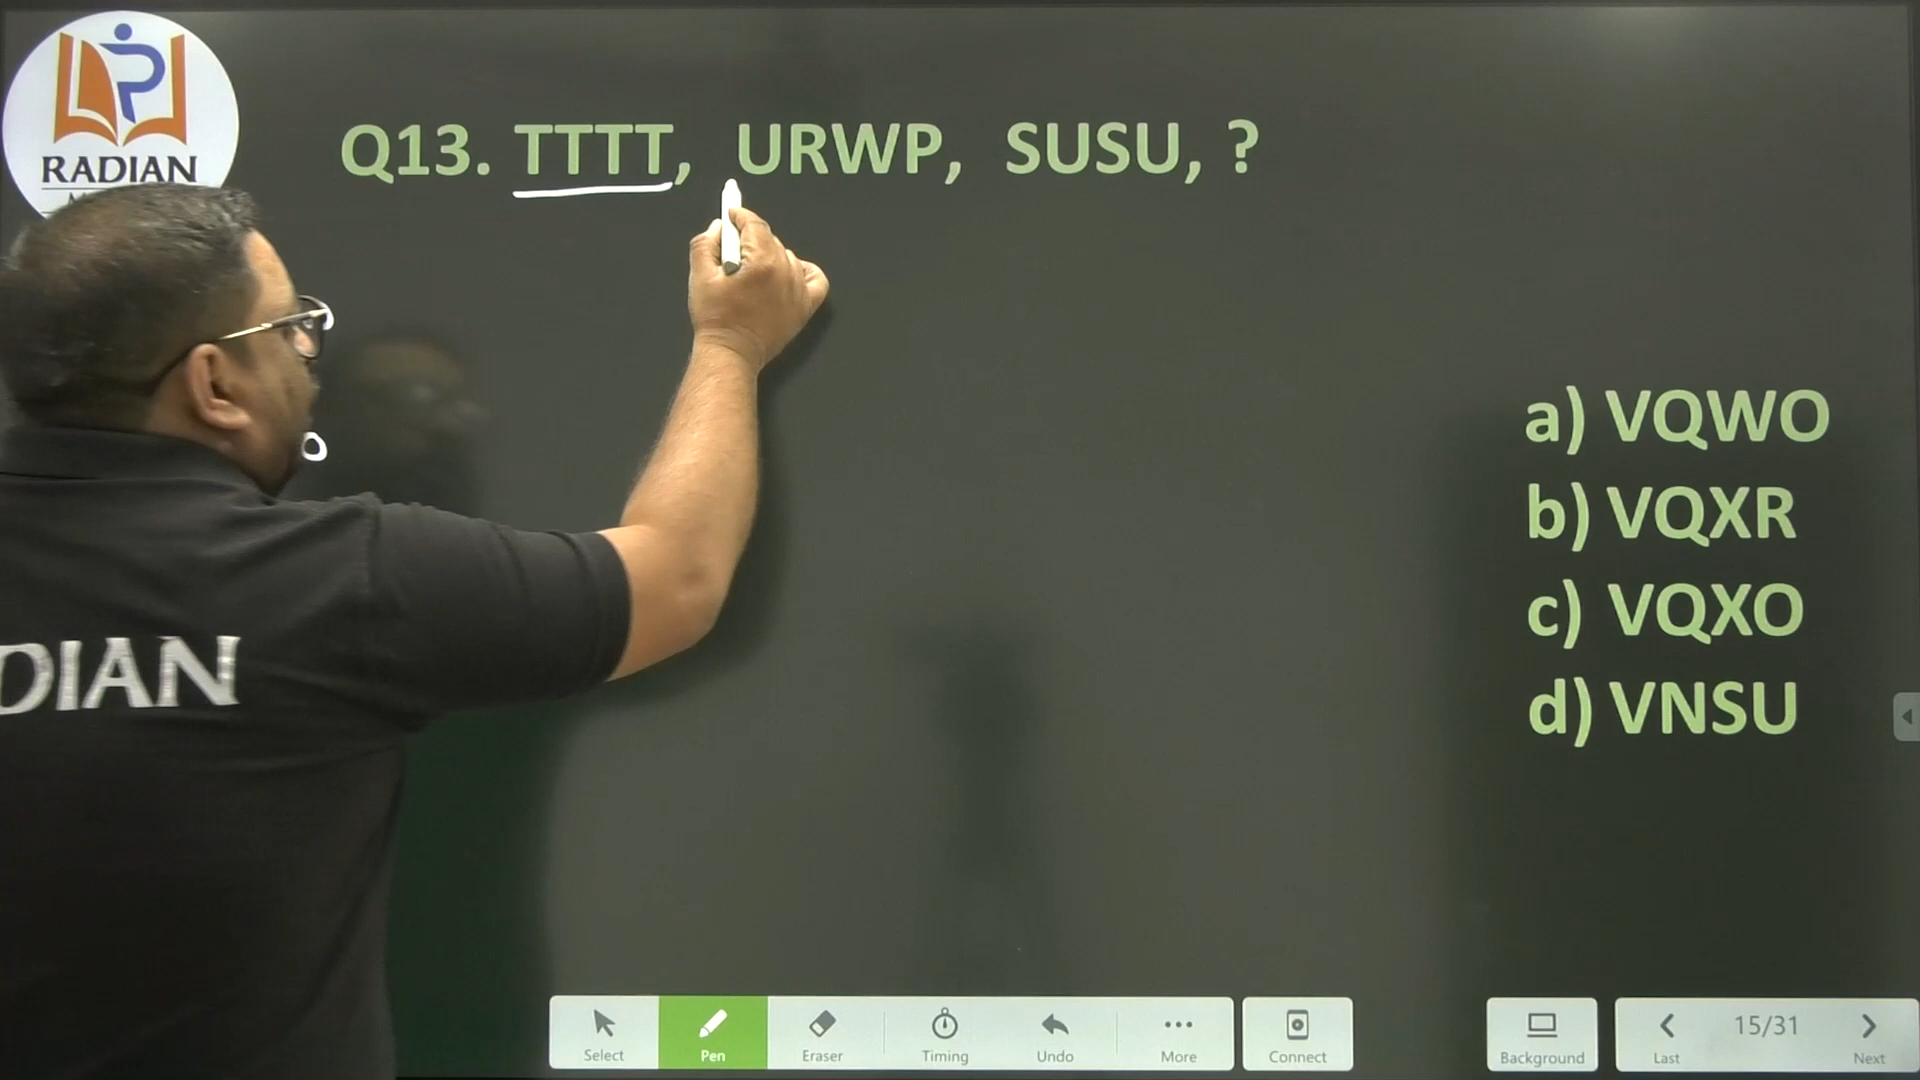 RADIAN
Q13. TTTT, URWP, SUSU, ?
a) VQWO
b) VQXR
c) VQXO
d) VNSU
DIAN
Select
Pen
Eraser
Timing
Undo
More
Connect
Background
Last
15/31
Next